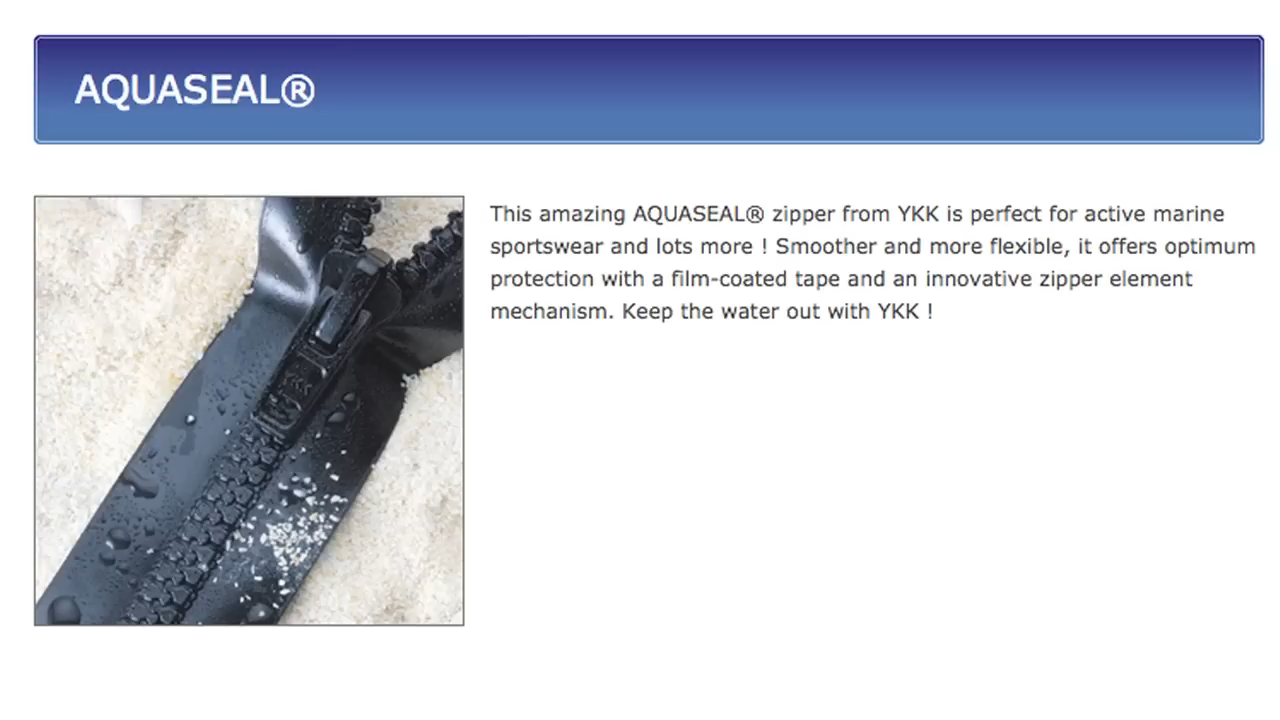 AQUASEAL®
This amazing AQUASEAL® zipper from YKK is perfect for active marine
sportswear and lots more ! Smoother and more flexible, it offers optimum
protection with a film-coated tape and an innovative zipper element
mechanism. Keep the water out with YKK !
YKK